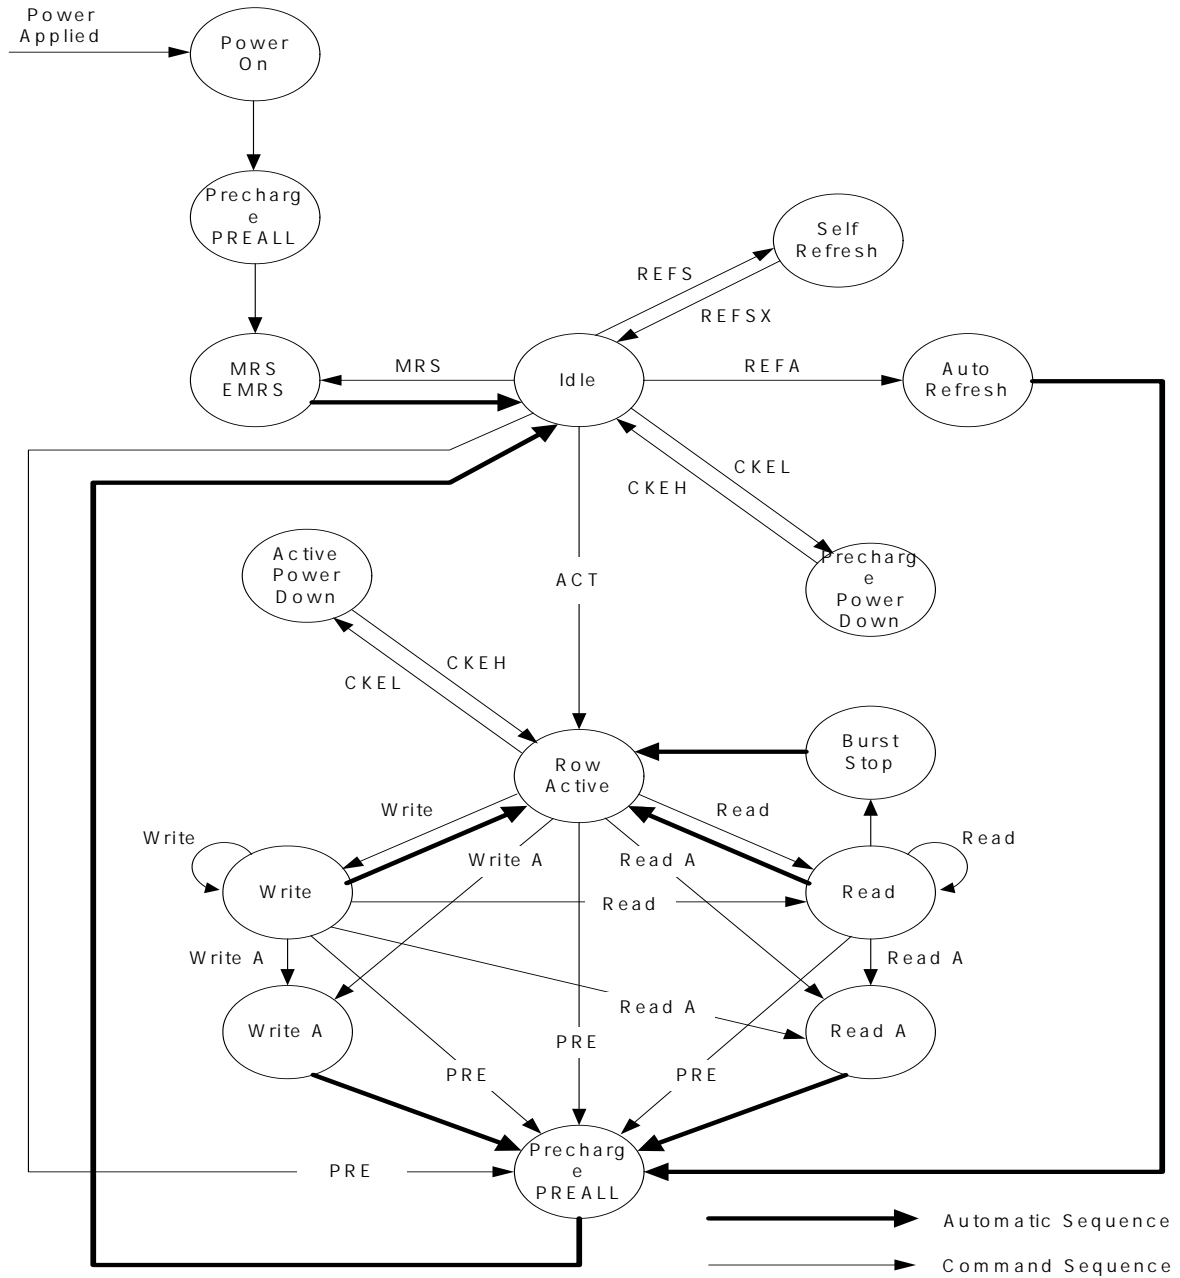 Power
Applied
Power
On
Precharg
e
PREALL
Self
Refresh
REFS
REFSX
MRS
EMRS
MRS
Idle
REFA
Auto
Refresh
CKEL
CKEH
Active
Power
Down
ACT
Precharg
e
Power
Down
CKEH
CKEL
Burst
Stop
Row
Active
Write
Read
Write
Read
Write A
Read A
Write
Read
Read
Write A
Read A
Read A
Write A
Read A
PRE
PRE
PRE
Precharg
e
PREALL
PRE
Automatic Sequence
Command Sequence